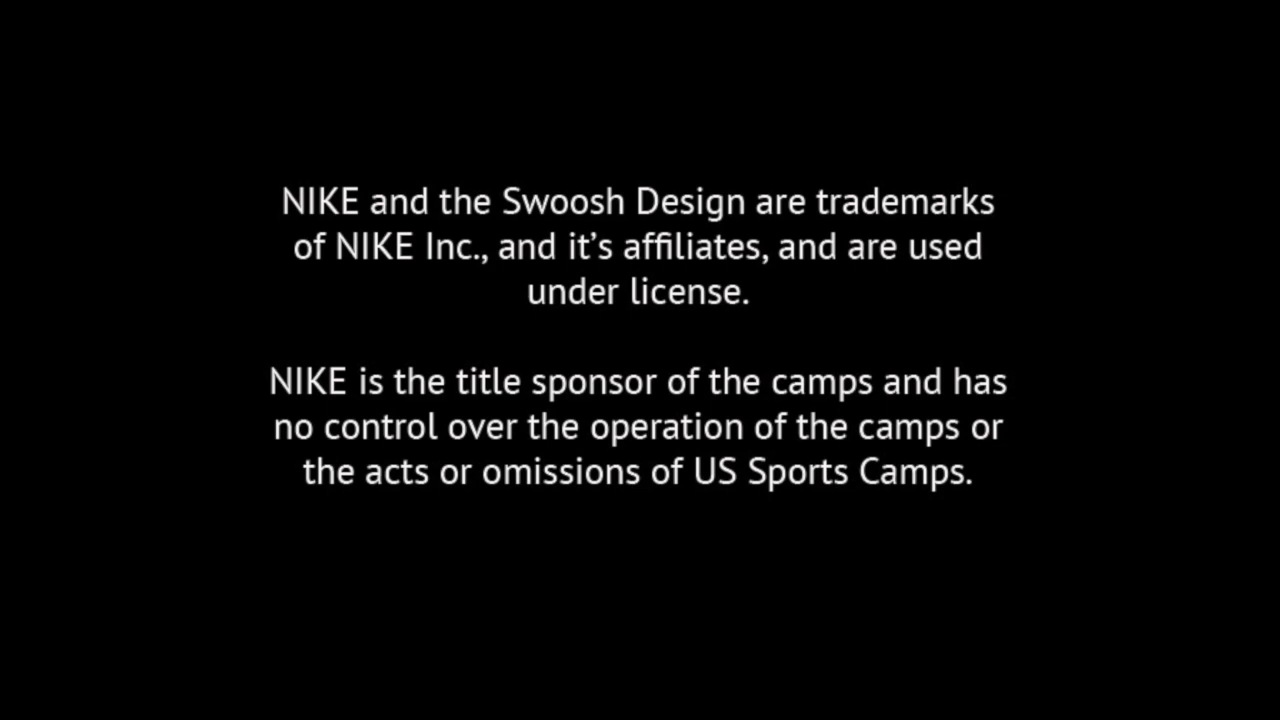 NIKE and the Swoosh Design are trademarks
of NIKE Inc., and it’s affiliates, and are used
under license.
NIKE is the title sponsor of the camps and has
no control over the operation of the camps or
the acts or omissions of US Sports Camps.